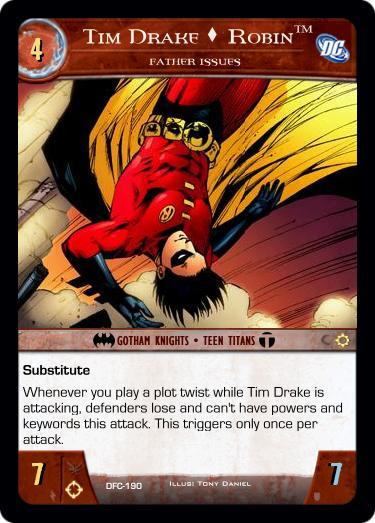 4
TIM DRAKE ♦ ROBIN™
FATHER ISSUES
DC
GOTHAM KNIGHTS • TEEN TITANS T
Substitute
Whenever you play a plot twist while Tim Drake is
attacking, defenders lose and can't have powers and
keywords this attack. This triggers only once per
attack.
7
DFC-190
ILLUS: TONY DANIEL
7